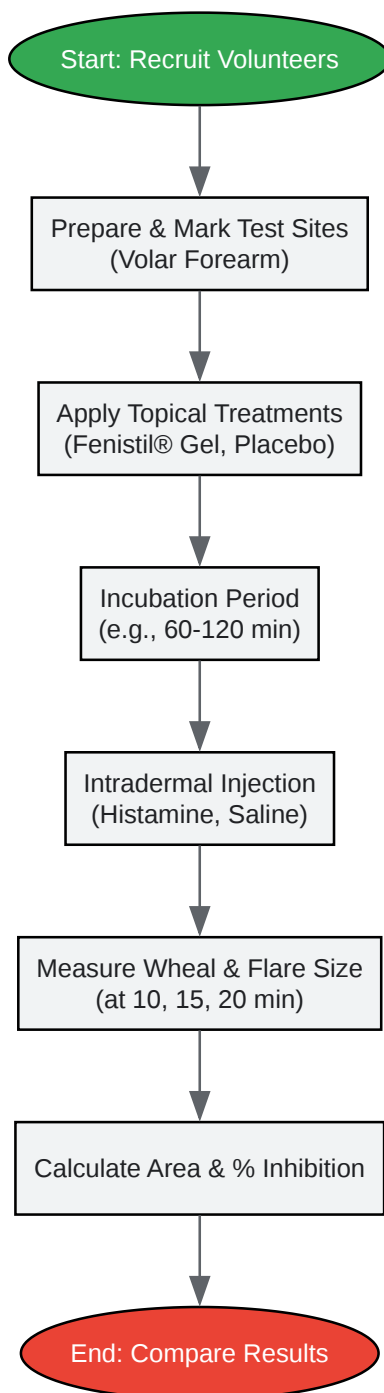 Start: Recruit Volunteers
Prepare & Mark Test Sites
(Volar Forearm)
Apply Topical Treatments
(Fenistil® Gel, Placebo)
Incubation Period
(e.g., 60-120 min)
Intradermal Injection
(Histamine, Saline)
Measure Wheal & Flare Size
(at 10, 15, 20 min)
Calculate Area & % Inhibition
End: Compare Results